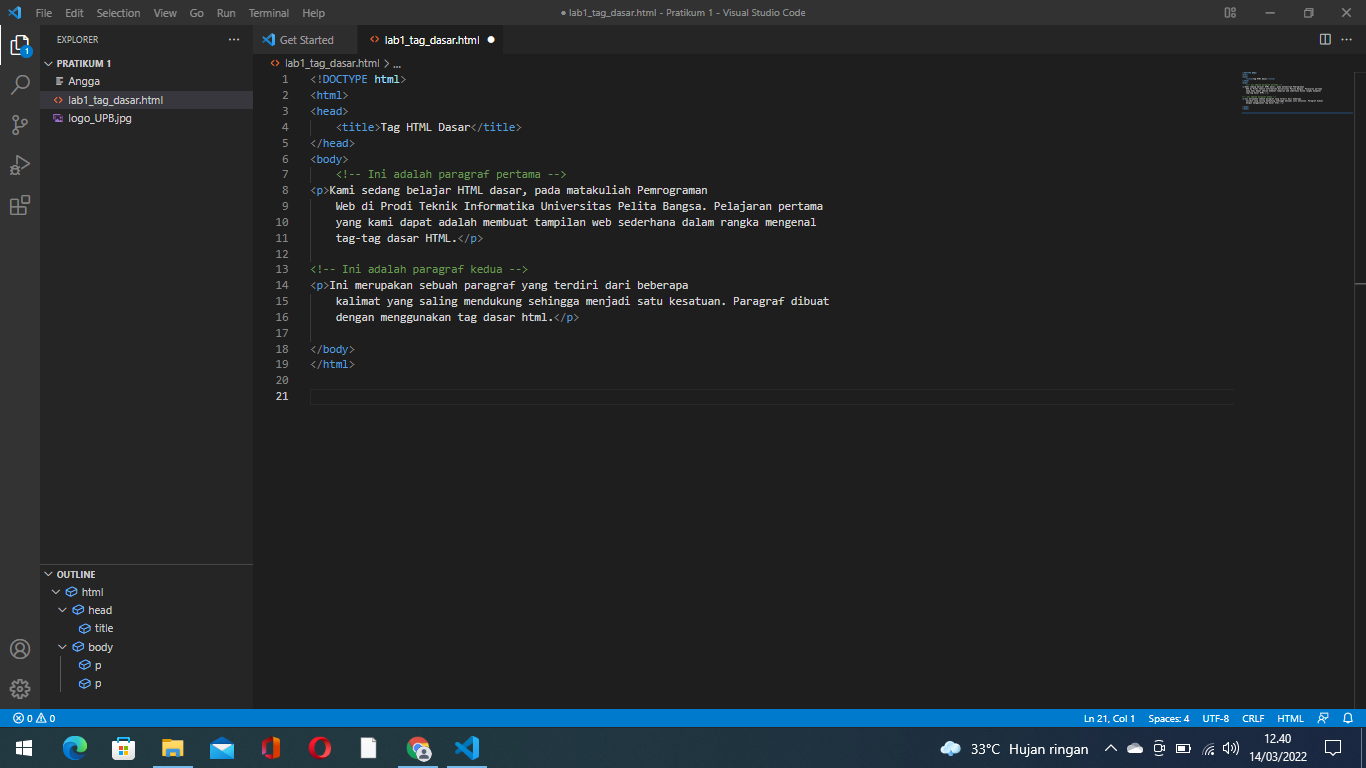 File Edit Selection View Go Run Terminal Help
● lab1_tag_dasar.html - Pratikum 1 - Visual Studio Code
EXPLORER
PRATIKUM 1
Angga
lab1_tag_dasar.html
logo_UPB.jpg
Get Started
lab1_tag_dasar.html ●
lab1_tag_dasar.html > ...
1 <!DOCTYPE html>
2 <html>
3 <head>
4 <title>Tag HTML Dasar</title>
5 </head>
6 <body>
7 <!-- Ini adalah paragraf pertama -->
8 <p>Kami sedang belajar HTML dasar, pada matakuliah Pemrograman
9 Web di Prodi Teknik Informatika Universitas Pelita Bangsa. Pelajaran pertama
10 yang kami dapat adalah membuat tampilan web sederhana dalam rangka mengenal
11 tag-tag dasar HTML.</p>
12
13 <!-- Ini adalah paragraf kedua -->
14 <p>Ini merupakan sebuah paragraf yang terdiri dari beberapa
15 kalimat yang saling mendukung sehingga menjadi satu kesatuan. Paragraf dibuat
16 dengan menggunakan tag dasar html.</p>
17
18 </body>
19 </html>
20
21
1
OUTLINE
html
head
title
body
p
p
0 0
Ln 21, Col 1 Spaces: 4 UTF-8 CRLF HTML
33°C Hujan ringan
12.40
14/03/2022